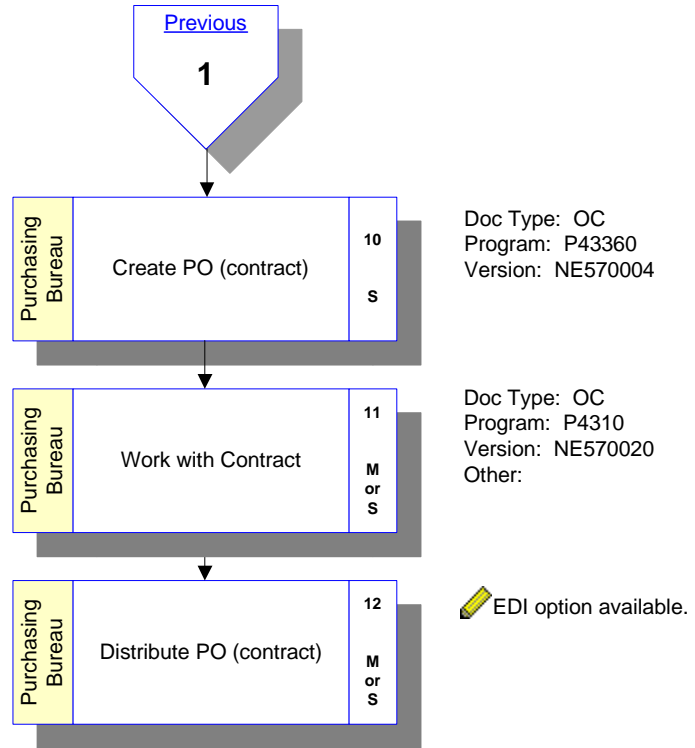 Previous
1
Purchasing
Bureau
Create PO (contract)
10
S
Doc Type: OC
Program: P43360
Version: NE570004
Purchasing
Bureau
Work with Contract
11
M
or
S
Doc Type: OC
Program: P4310
Version: NE570020
Other:
Purchasing
Bureau
Distribute PO (contract)
12
M
or
S
EDI option available.